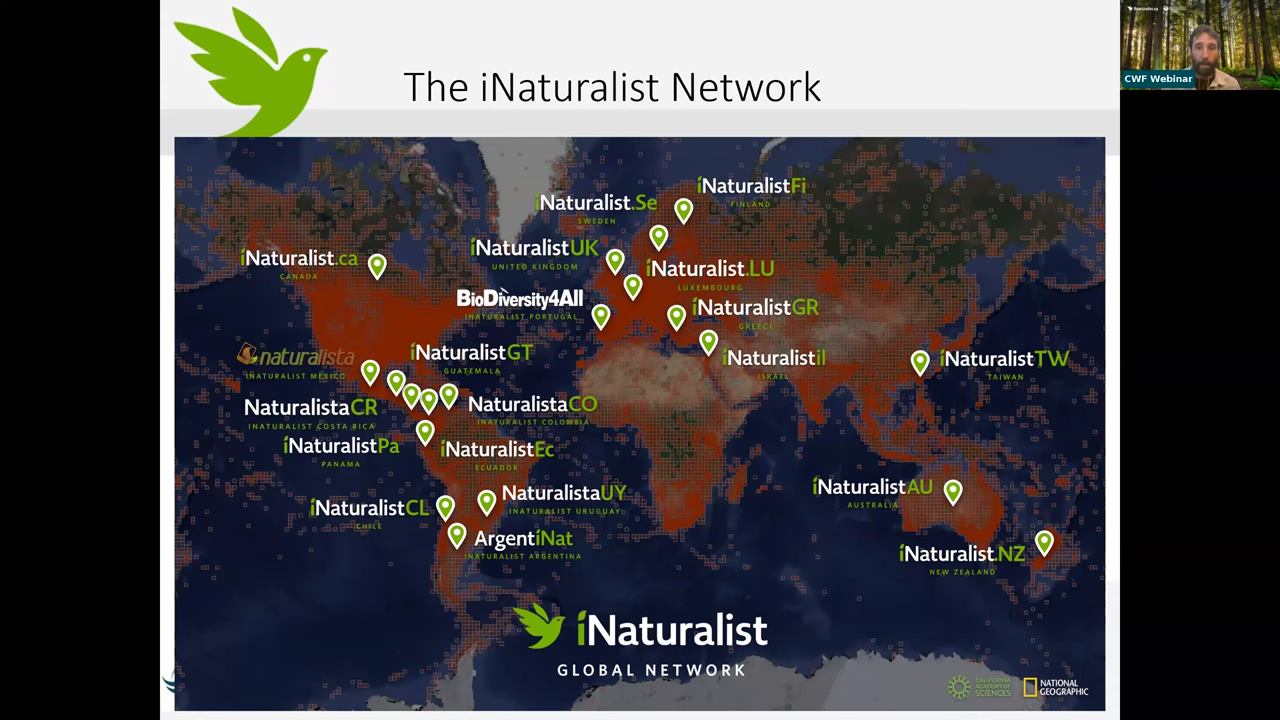 The iNaturalist Network
iNaturalist.ca
CWF Webinar
iNaturalistFi
FINLAND
iNaturalist.Se
SWEDEN
iNaturalistUK
UNITED KINGDOM
iNaturalist.ca
CANADA
iNaturalist.LU
LUXEMBOURG
BioDiversity4All
INATURALIST PORTUGAL
iNaturalistGR
GREECE
naturalista
INATURALIST MEXICO
iNaturalistGT
GUATEMALA
iNaturalistil
ISRAEL
iNaturalistTW
TAIWAN
NaturalistaCR
INATURALIST COSTA RICA
NaturalistaCO
INATURALIST COLOMBIA
iNaturalistPa
PANAMA
iNaturalistEc
ECUADOR
iNaturalistCL
CHILE
NaturalistaUY
INATURALIST URUGUAY
iNaturalistAU
AUSTRALIA
ArgentiNat
INATURALIST ARGENTINA
iNaturalist.NZ
NEW ZEALAND
iNaturalist
GLOBAL NETWORK
CALIFORNIA
ACADEMY OF
SCIENCES
NATIONAL
GEOGRAPHIC